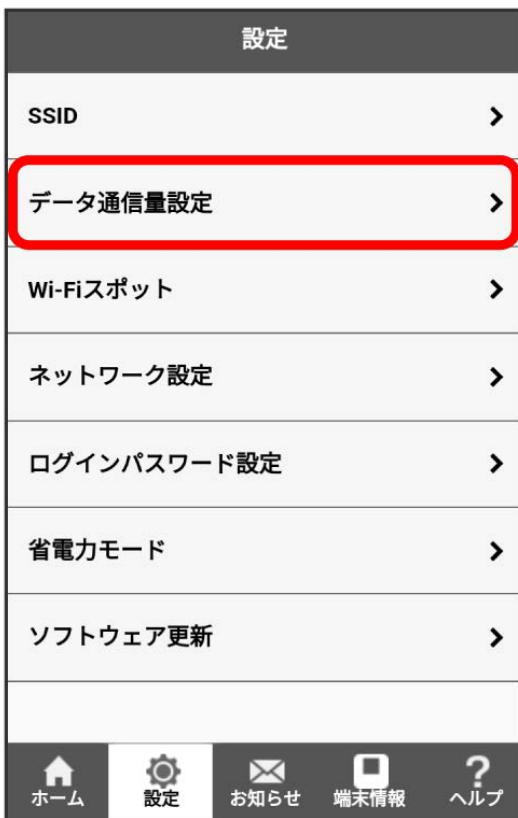 設定
SSID
データ通信量設定
Wi-Fiスポット
ネットワーク設定
ログインパスワード設定
省電力モード
ソフトウェア更新
ホーム 設定 お知らせ 端末情報 ヘルプ